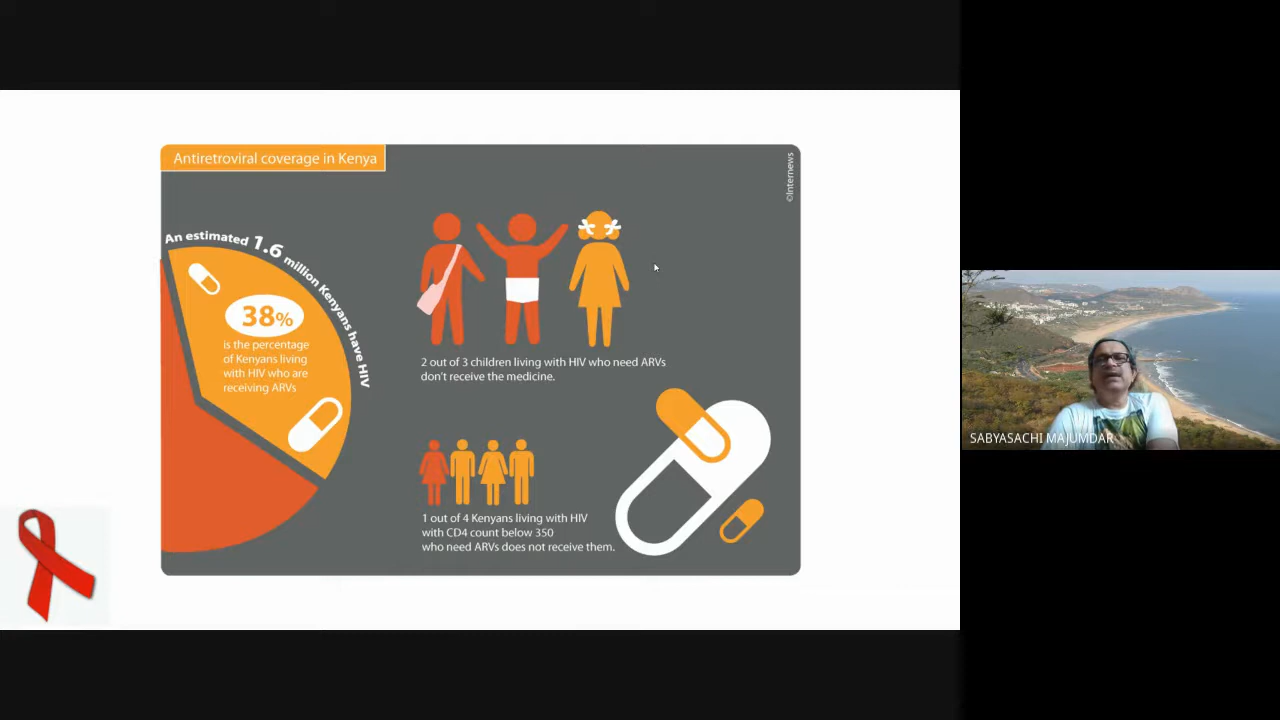 Antiretroviral coverage in Kenya
©Internews
An estimated 1.6 million Kenyans have HIV
38%
is the percentage
of Kenyans living
with HIV who are
receiving ARVs
2 out of 3 children living with HIV who need ARVs
don't receive the medicine.
1 out of 4 Kenyans living with HIV
with CD4 count below 350
who need ARVs does not receive them.
SABYASACHI MAJUMDAR